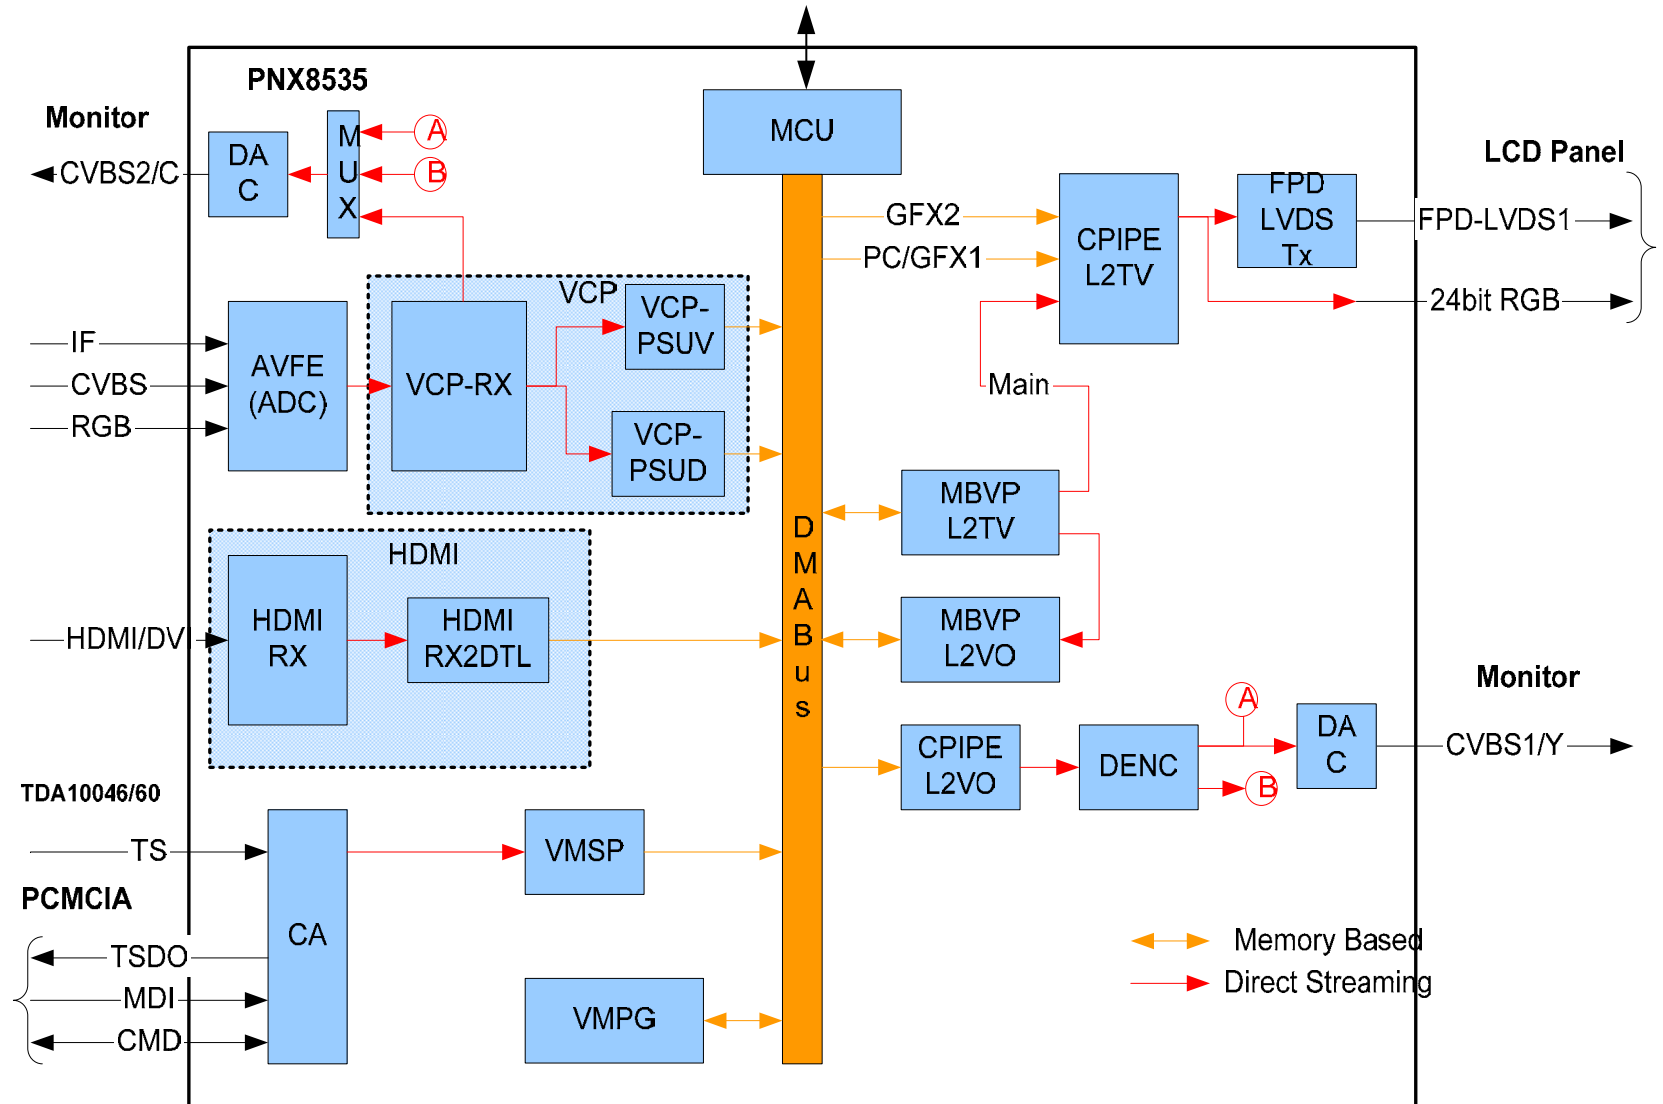 PNX8535
Monitor
CVBS2/C
DA
C
M
U
X
A
B
MCU
LCD Panel
GFX2
PC/GFX1
CPIPE
L2TV
FPD
LVDS
Tx
FPD-LVDS1
24bit RGB
VCP
IF
CVBS
RGB
AVFE
(ADC)
VCP-RX
VCP-
PSUV
VCP-
PSUD
Main
MBVP
L2TV
D
M
A
B
u
s
HDMI
HDMI/DVI
HDMI
RX
HDMI
RX2DTL
MBVP
L2VO
Monitor
CPIPE
L2VO
DENC
A
B
DA
C
CVBS1/Y
TDA10046/60
TS
PCMCIA
TSDO
MDI
CMD
CA
VMSP
VMPG
Memory Based
Direct Streaming